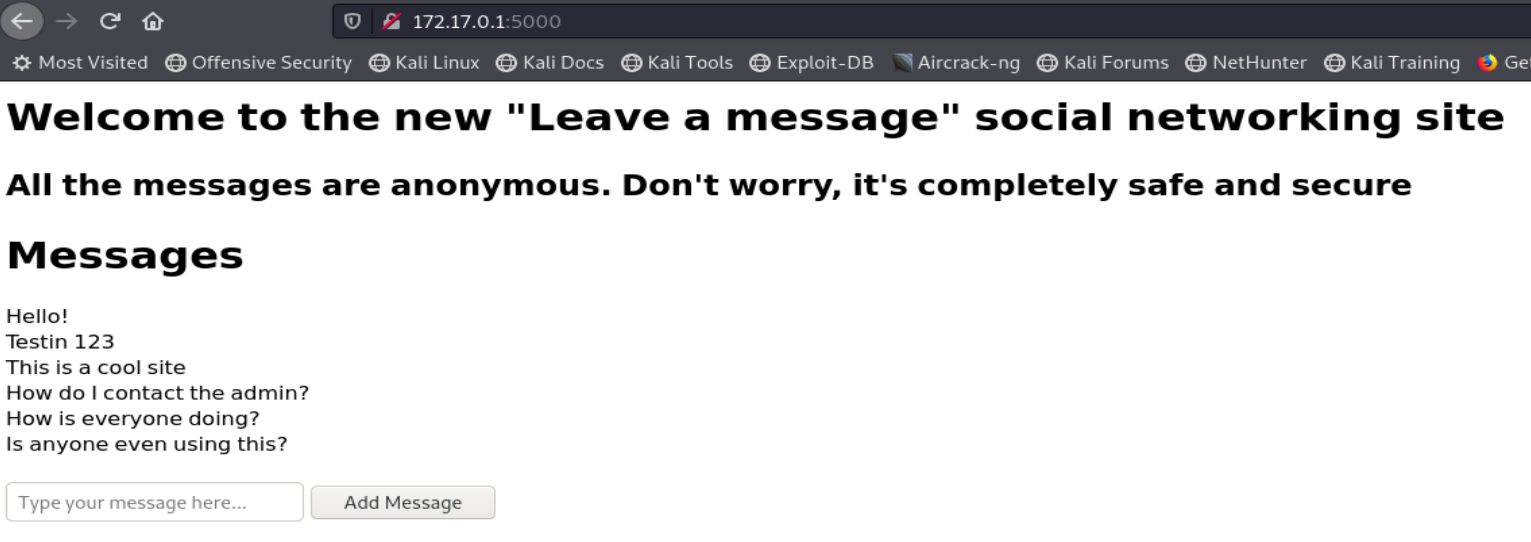 172.17.0.1:5000
Most Visited Offensive Security Kali Linux Kali Docs Kali Tools Exploit-DB Aircrack-ng Kali Forums NetHunter Kali Training
Welcome to the new "Leave a message" social networking site
All the messages are anonymous. Don't worry, it's completely safe and secure
Messages
Hello!
Testin 123
This is a cool site
How do I contact the admin?
How is everyone doing?
Is anyone even using this?
Type your message here... Add Message